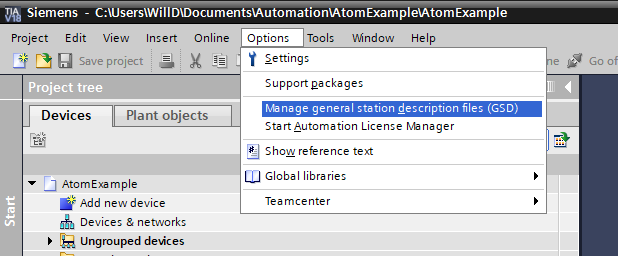 TIA V18 Siemens - C:\Users\WillD\Documents\Automation\AtomExample\AtomExample
Project Edit View Insert Online Options Tools Window Help
Save project
ne
Go of
Settings
Support packages
Manage general station description files (GSD)
Start Automation License Manager
Show reference text
Global libraries
Teamcenter
Project tree
Devices Plant objects
AtomExample
Add new device
Devices & networks
Ungrouped devices
Start